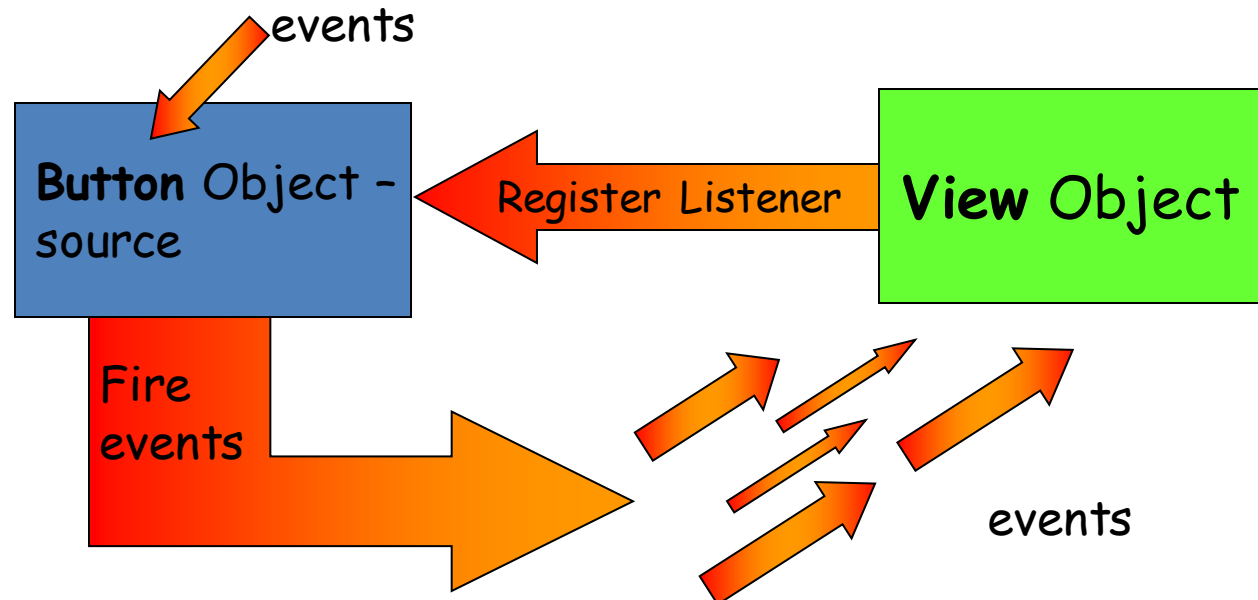 events
Button Object –
source
Register Listener
View Object
Fire
events
events